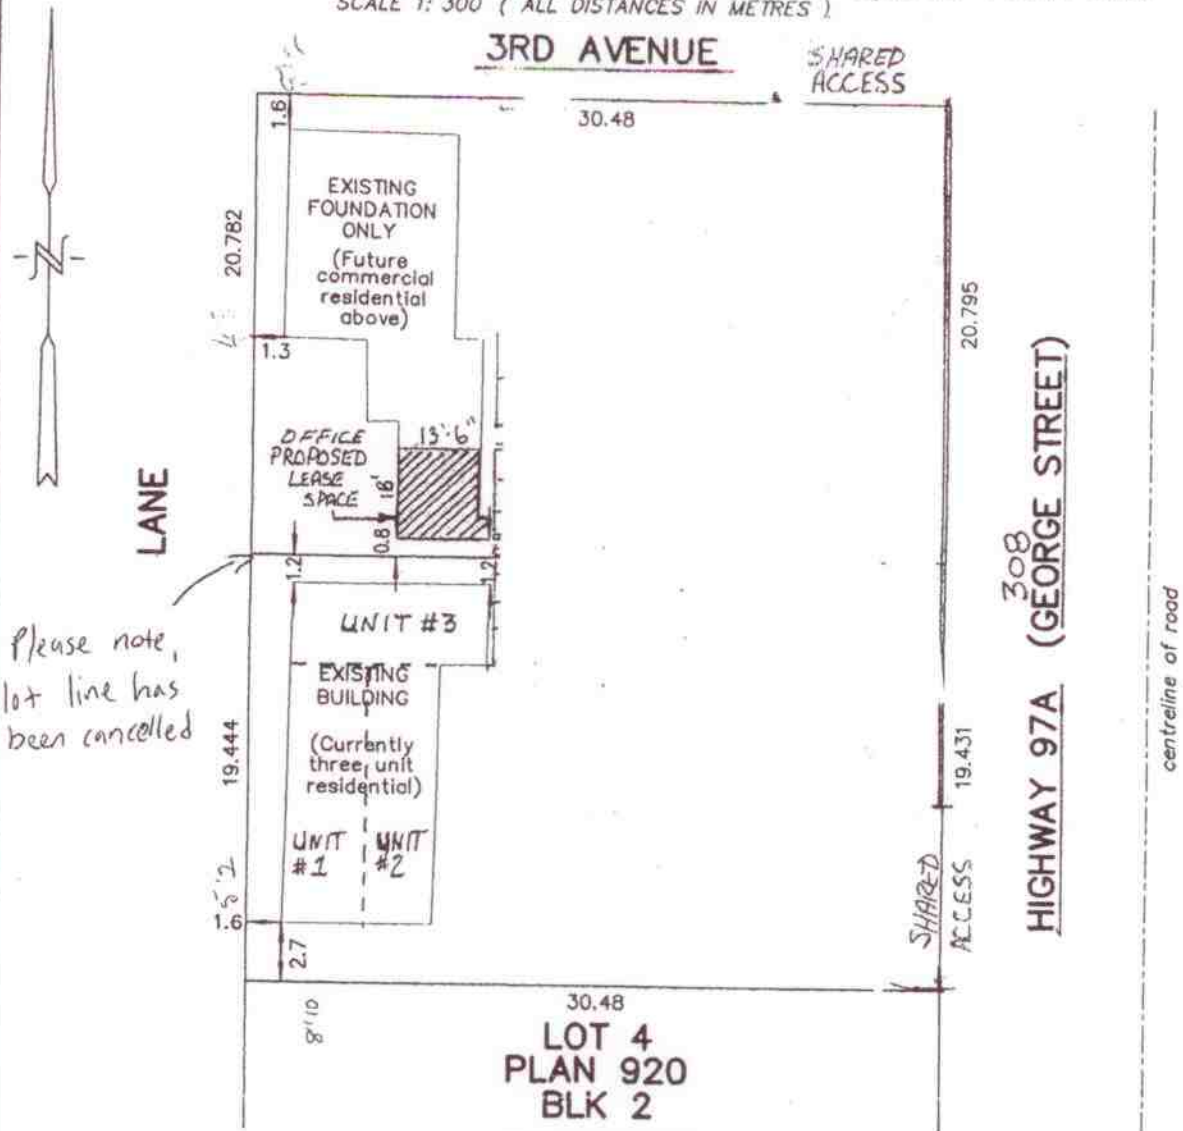 SCALE 1: 300 ( ALL DISTANCES IN METRES )
3RD AVENUE
SHARED
ACCESS
1.6
30.48
EXISTING
FOUNDATION
ONLY
(Future
commercial
residential
above)
20.782
N
1.3
20.795
OFFICE
PROPOSED
LEASE
SPACE
13'-6"
18'
0.8
LANE
1.2
1.2
308
HIGHWAY 97A (GEORGE STREET)
centreline of road
Please note,
lot line has
been cancelled
UNIT #3
EXISTING
BUILDING
(Currently
three unit
residential)
19.444
19.431
UNIT
#1
UNIT
#2
SHARED
ACCESS
1.6
2.7
8'10
30.48
LOT 4
PLAN 920
BLK 2